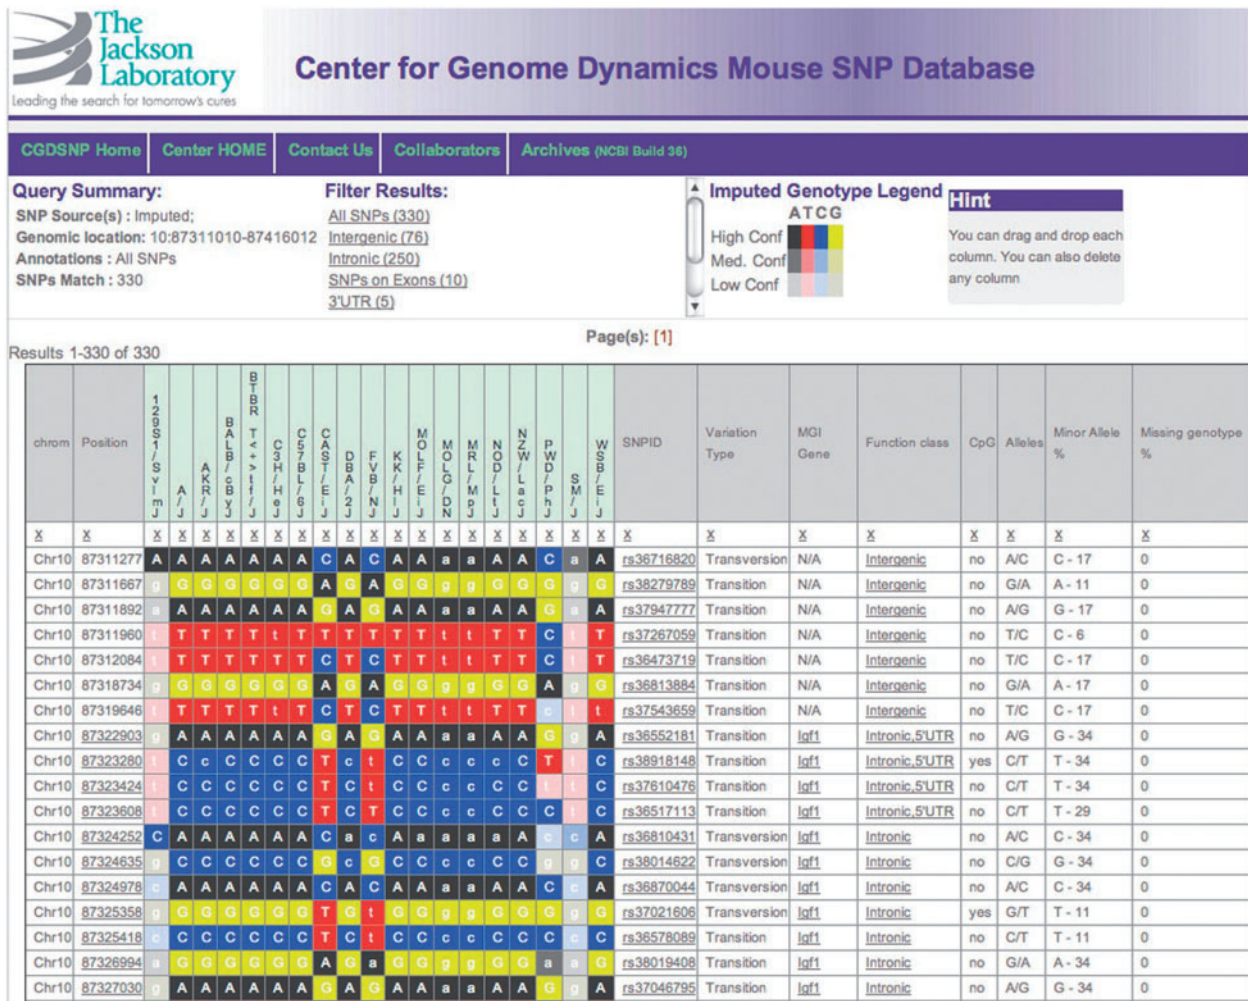 The
Jackson
Laboratory
Leading the search for tomorrow's cures
Center for Genome Dynamics Mouse SNP Database
CGDSNP Home Center HOME Contact Us Collaborators Archives (NCBI Build 36)
Query Summary:
SNP Source(s) : Imputed;
Genomic location: 10:87311010-87416012
Annotations : All SNPs
SNPs Match : 330
Filter Results:
All SNPs (330)
Intergenic (76)
Intronic (250)
SNPs on Exons (10)
3'UTR (5)
Imputed Genotype Legend
A T C G
High Conf
Med. Conf
Low Conf
Hint
You can drag and drop each
column. You can also delete
any column
Page(s): [1]
Results 1-330 of 330
chrom Position 129S1/SvImJ A/J AKR/J BALB/cByJ BTBR T<+>tf/J C3H/HeJ C57BL/6J CAST/EiJ DBA/2J FVB/NJ KK/HlJ MOLF/EiJ MOLG/DN MRL/MpJ NOD/LtJ NZW/LacJ PWD/PhJ SM/J WSB/EiJ SNPID Variation Type MGI Gene Function class CpG Alleles Minor Allele % Missing genotype %
x x x x x x x x x x x x x x x x x x x x x x x x x x x x x
Chr10 87311277 A A A A A A A C A C A A a a A A C a A rs36716820 Transversion N/A Intergenic no A/C C - 17 0
Chr10 87311667 g G G G G G G A G A G G g g G G g g G rs38279789 Transition N/A Intergenic no G/A A - 11 0
Chr10 87311892 a A A A A A A G A G A A a a A A G a A rs37947777 Transition N/A Intergenic no A/G G - 17 0
Chr10 87311960 t T T T T t T T T T T T t t T T C t T rs37267059 Transition N/A Intergenic no T/C C - 6 0
Chr10 87312084 t T T T T T T C T C T T t t T T C t T rs36473719 Transition N/A Intergenic no T/C C - 17 0
Chr10 87318734 g G G G G G G A G A G G g g G G A g G rs36813884 Transition N/A Intergenic no G/A A - 17 0
Chr10 87319646 t T T T T t T C T C T T t t T T c t t rs37543659 Transition N/A Intergenic no T/C C - 17 0
Chr10 87322903 g A A A A A A G A G A A a a A A G g A rs36552181 Transition Igf1 Intronic,5'UTR no A/G G - 34 0
Chr10 87323280 t C c C C C C T c t C C c c c C T t C rs38918148 Transition Igf1 Intronic,5'UTR yes C/T T - 34 0
Chr10 87323424 t C C C C C C T C t C C c c C C t t C rs37610476 Transition Igf1 Intronic,5'UTR no C/T T - 34 0
Chr10 87323608 t C C C C C C T C T C C c c C C C t C rs36517113 Transition Igf1 Intronic,5'UTR no C/T T - 29 0
Chr10 87324252 C A A A A A A C a c A a a a a A c c A rs36810431 Transversion Igf1 Intronic no A/C C - 34 0
Chr10 87324635 g C C C C C C G c G C C c c C C g g C rs38014622 Transversion Igf1 Intronic no C/G G - 34 0
Chr10 87324978 c A A A A A A C A C A A a a A A C c A rs36870044 Transversion Igf1 Intronic no A/C C - 34 0
Chr10 87325358 g G G G G G G T G t G G g g G G G g G rs37021606 Transversion Igf1 Intronic yes G/T T - 11 0
Chr10 87325418 c C C C C C C T C t C C c c C C C c C rs36578089 Transition Igf1 Intronic no C/T T - 11 0
Chr10 87326994 a G G G G G G A G a G G g g G G a a G rs38019408 Transition Igf1 Intronic no G/A A - 34 0
Chr10 87327030 g A A A A A A G A G A A a a A A G g A rs37046795 Transition Igf1 Intronic no A/G G - 34 0